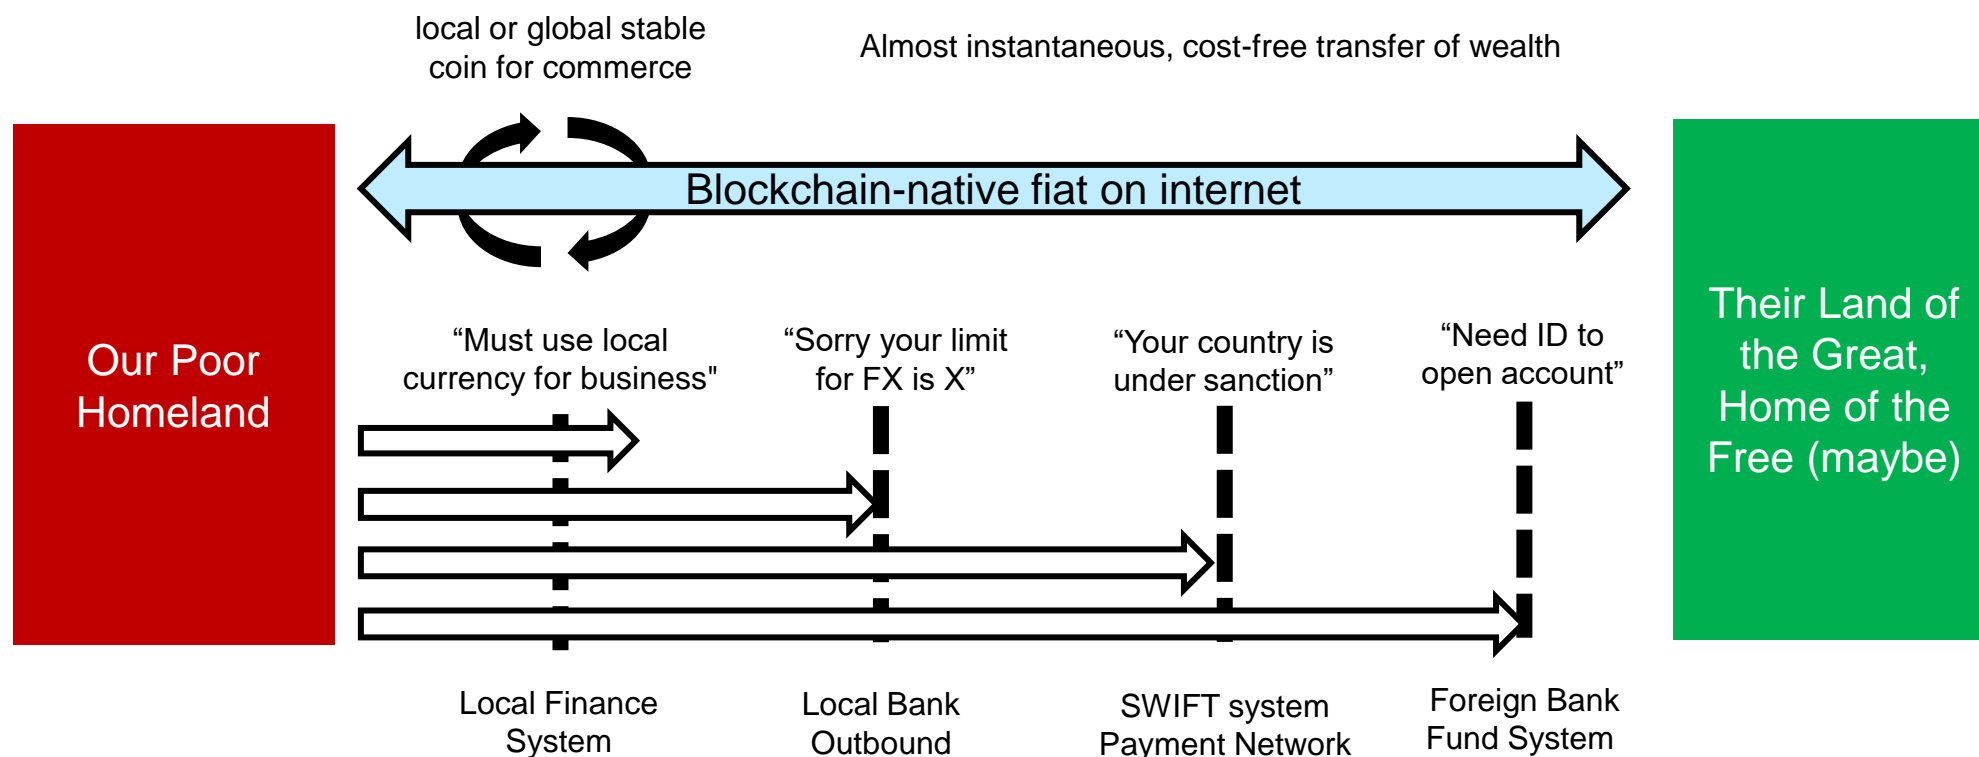 local or global stable
coin for commerce
Almost instantaneous, cost-free transfer of wealth
Blockchain-native fiat on internet
Our Poor
Homeland
“Must use local
currency for business"
“Sorry your limit
for FX is X”
“Your country is
under sanction”
“Need ID to
open account”
Their Land of
the Great,
Home of the
Free (maybe)
Local Finance
System
Local Bank
Outbound
SWIFT system
Payment Network
Foreign Bank
Fund System